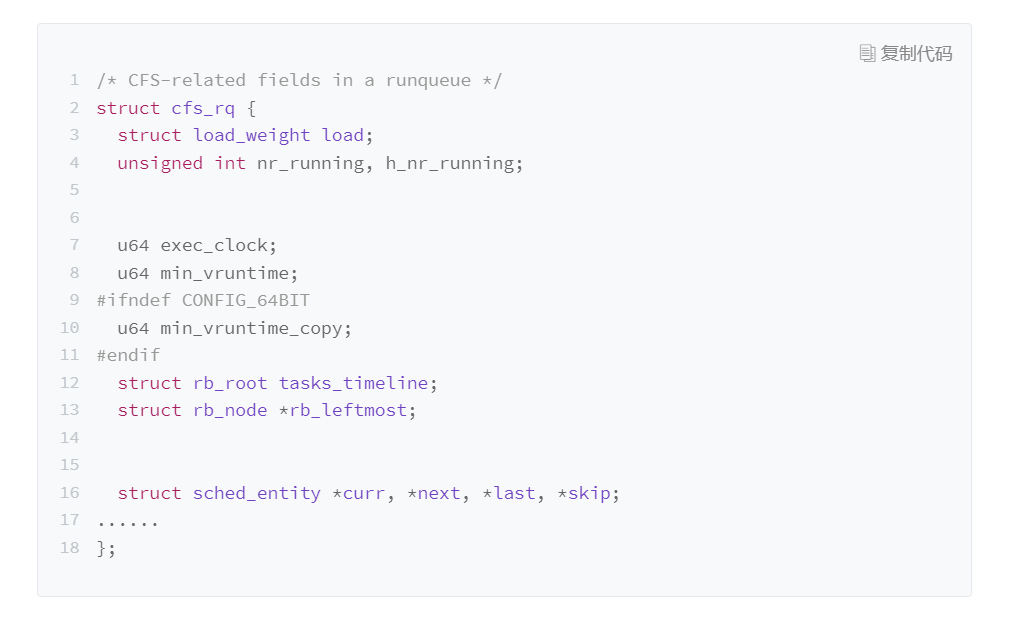 复制代码
1 /* CFS-related fields in a runqueue */
2 struct cfs_rq {
3   struct load_weight load;
4   unsigned int nr_running, h_nr_running;
5
6
7   u64 exec_clock;
8   u64 min_vruntime;
9 #ifndef CONFIG_64BIT
10   u64 min_vruntime_copy;
11 #endif
12   struct rb_root tasks_timeline;
13   struct rb_node *rb_leftmost;
14
15
16   struct sched_entity *curr, *next, *last, *skip;
17 ......
18 };